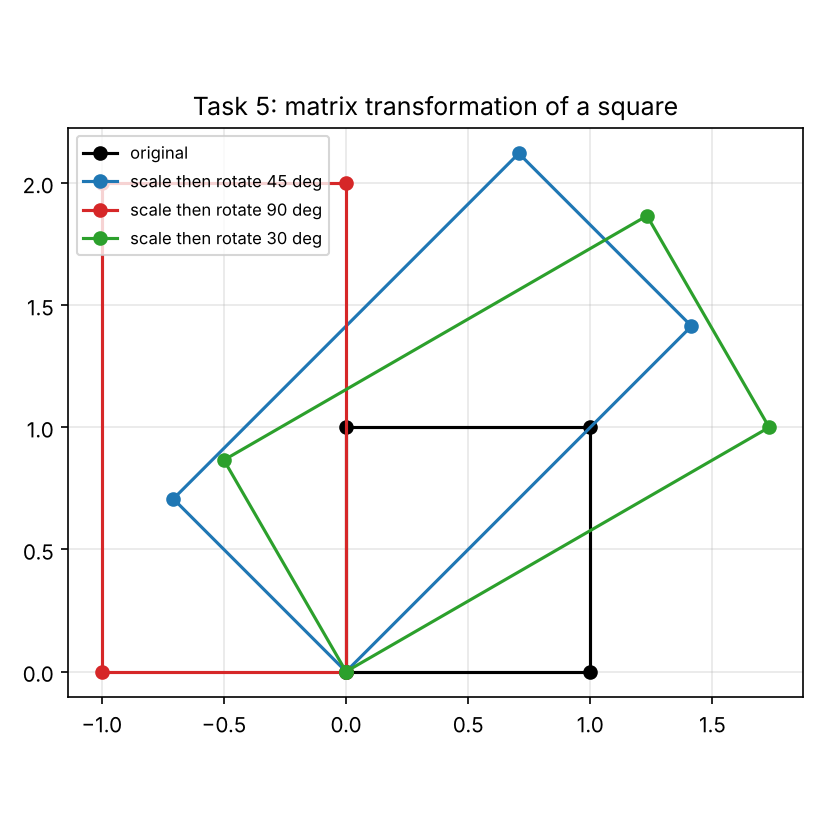 Task 5: matrix transformation of a square
original
scale then rotate 45 deg
scale then rotate 90 deg
scale then rotate 30 deg
2.0
1.5
1.0
0.5
0.0
−1.0 −0.5 0.0 0.5 1.0 1.5